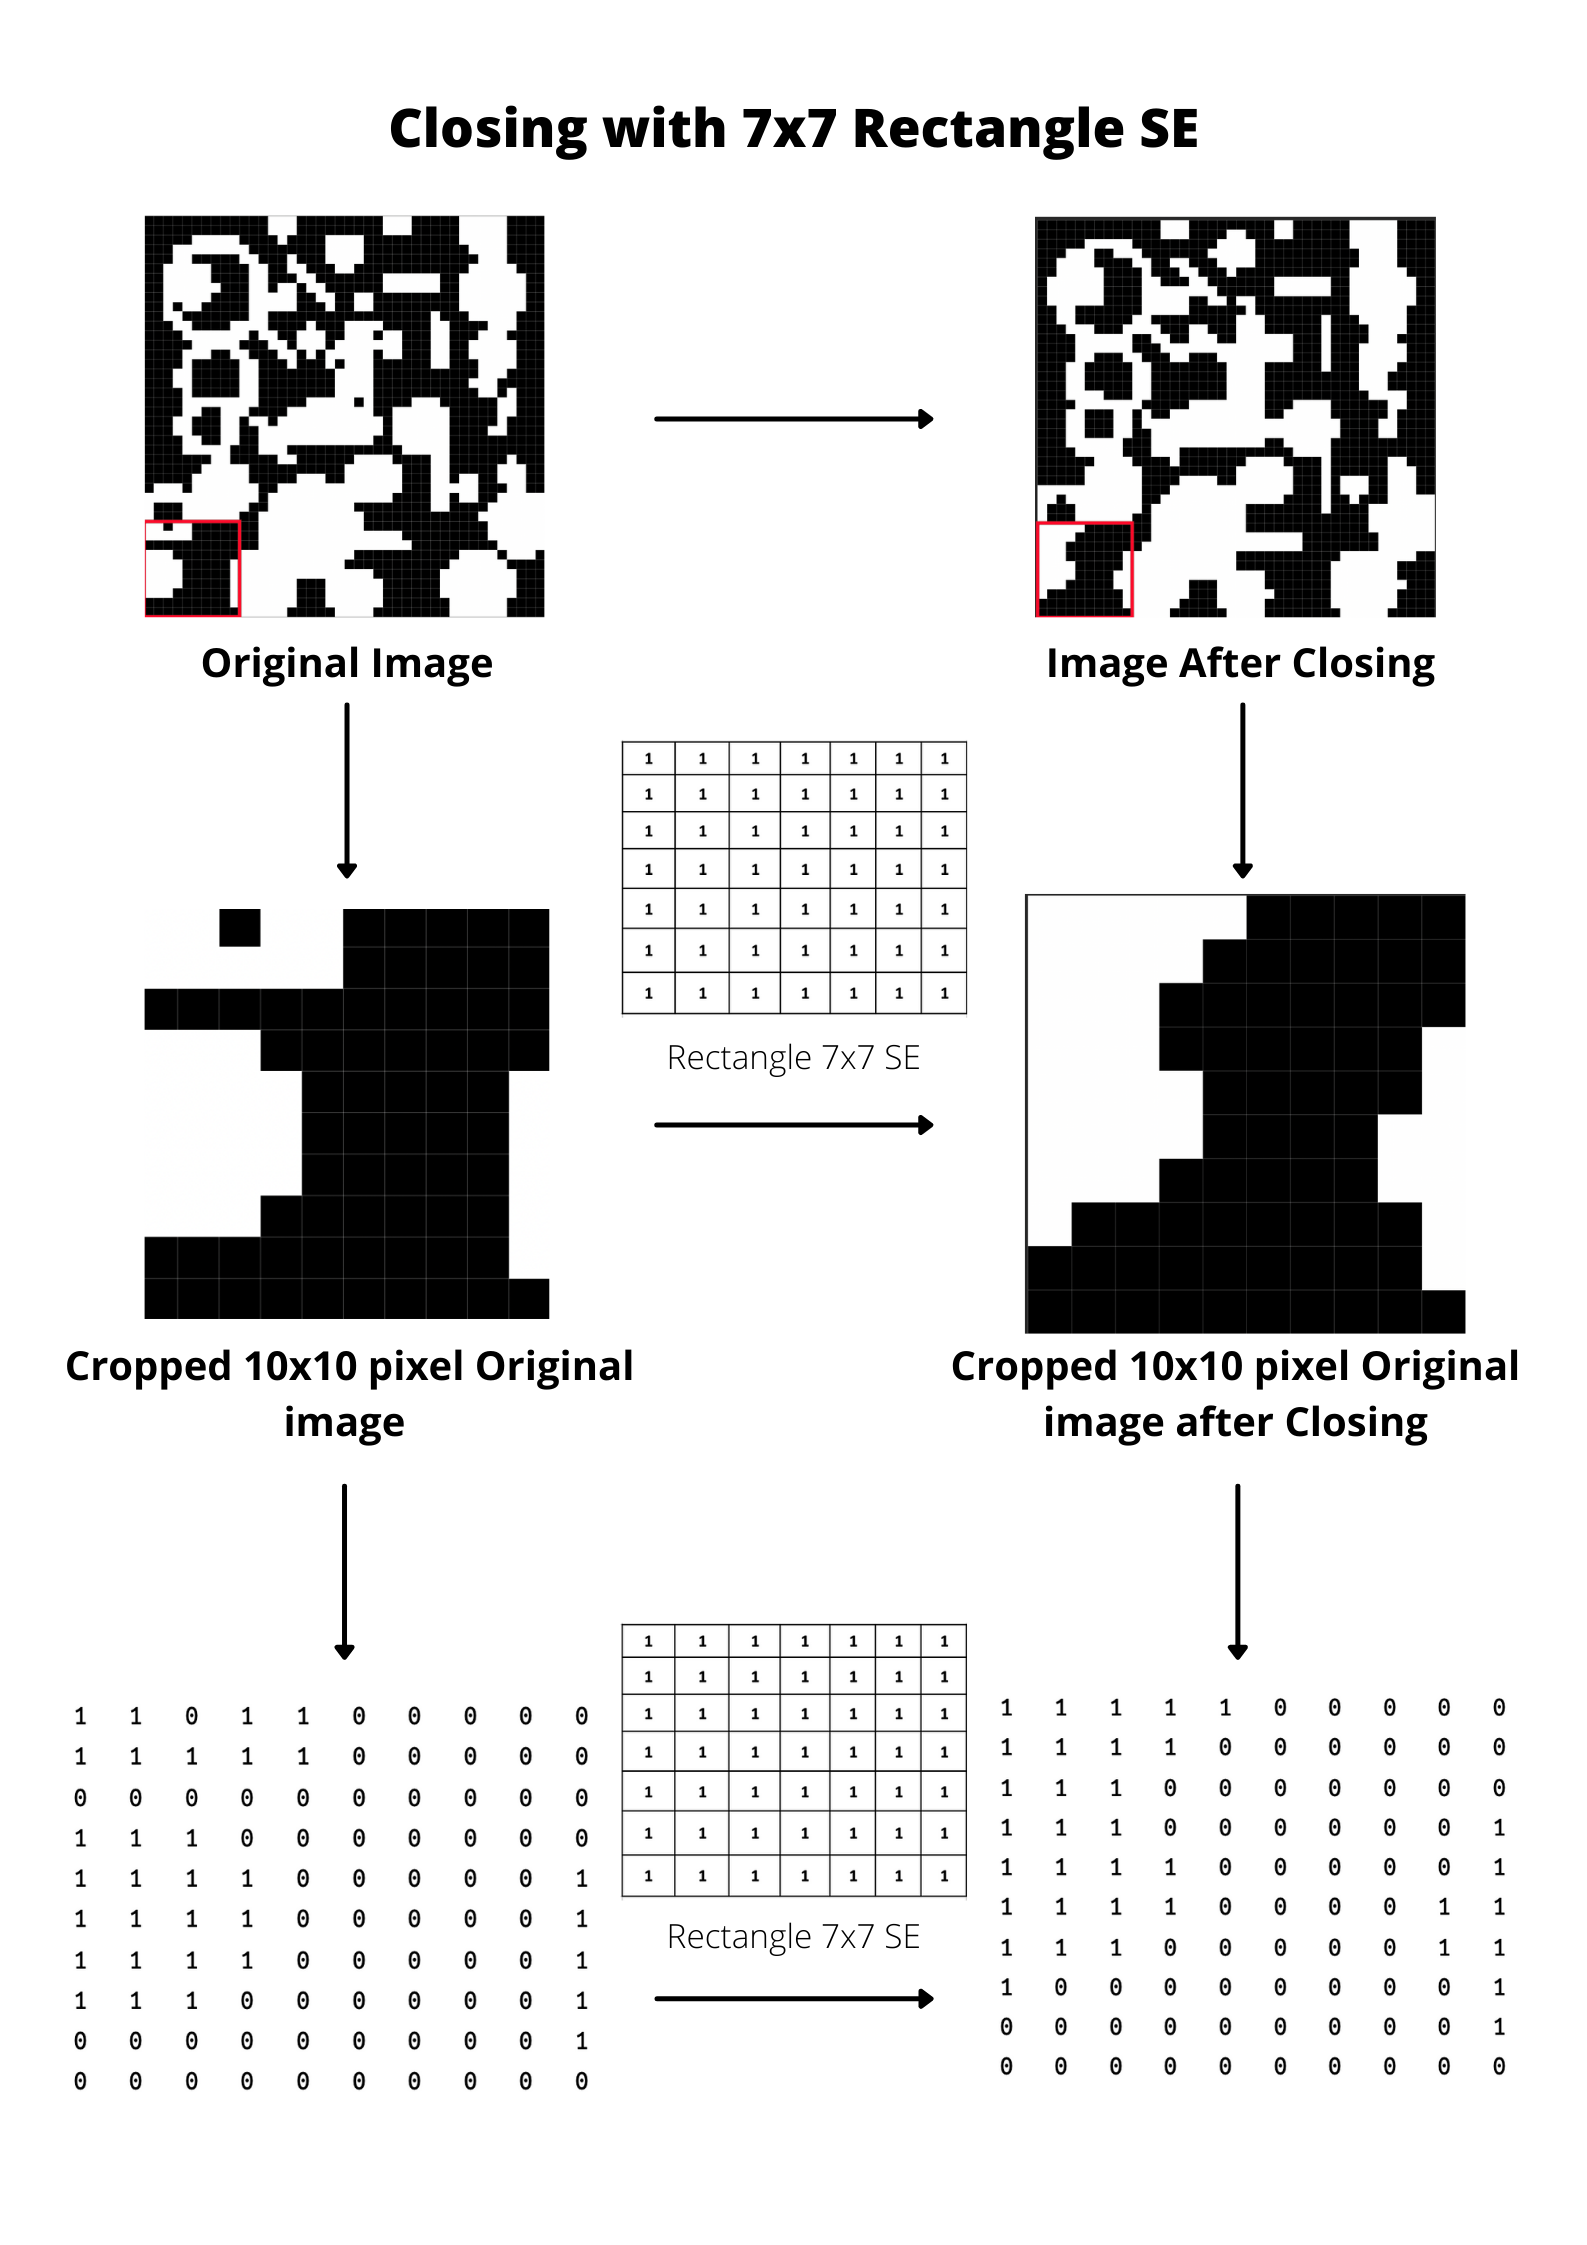 Closing with 7x7 Rectangle SE
Original Image
Image After Closing
1 1 1 1 1 1 1
1 1 1 1 1 1 1
1 1 1 1 1 1 1
1 1 1 1 1 1 1
1 1 1 1 1 1 1
1 1 1 1 1 1 1
1 1 1 1 1 1 1
Rectangle 7x7 SE
Cropped 10x10 pixel Original
image
Cropped 10x10 pixel Original
image after Closing
1 1 0 1 1 0 0 0 0 0
1 1 1 1 1 0 0 0 0 0
0 0 0 0 0 0 0 0 0 0
1 1 1 0 0 0 0 0 0 0
1 1 1 1 0 0 0 0 0 1
1 1 1 1 0 0 0 0 0 1
1 1 1 1 0 0 0 0 0 1
1 1 1 0 0 0 0 0 0 1
0 0 0 0 0 0 0 0 0 1
0 0 0 0 0 0 0 0 0 0
1 1 1 1 1 1 1
1 1 1 1 1 1 1
1 1 1 1 1 1 1
1 1 1 1 1 1 1
1 1 1 1 1 1 1
1 1 1 1 1 1 1
1 1 1 1 1 1 1
Rectangle 7x7 SE
1 1 1 1 1 0 0 0 0 0
1 1 1 1 0 0 0 0 0 0
1 1 1 0 0 0 0 0 0 0
1 1 1 0 0 0 0 0 0 1
1 1 1 1 0 0 0 0 0 1
1 1 1 1 0 0 0 0 1 1
1 1 1 0 0 0 0 0 1 1
1 0 0 0 0 0 0 0 0 1
0 0 0 0 0 0 0 0 0 1
0 0 0 0 0 0 0 0 0 0